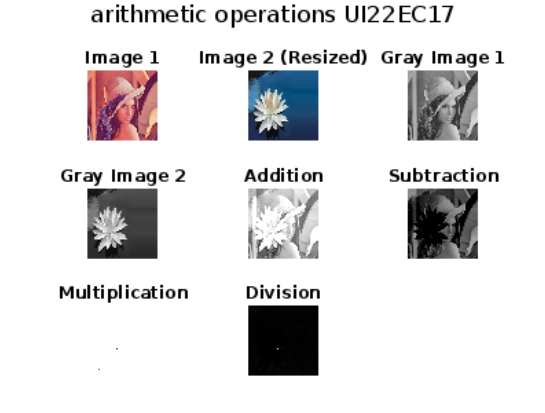 arithmetic operations UI22EC17
Image 1
Image 2 (Resized)
Gray Image 1
Gray Image 2
Addition
Subtraction
Multiplication
Division